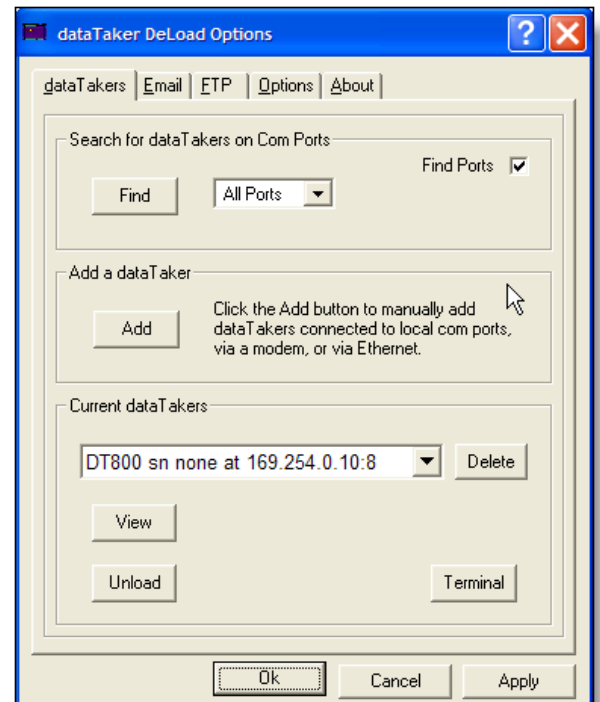 dataTaker DeLoad Options
dataTakers Email FTP Options About
Search for dataTakers on Com Ports
Find Ports
Find All Ports
Add a dataTaker
Add
Click the Add button to manually add
dataTakers connected to local com ports,
via a modem, or via Ethernet.
Current dataTakers
DT800 sn none at 169.254.0.10:8 Delete
View
Unload Terminal
Ok Cancel Apply